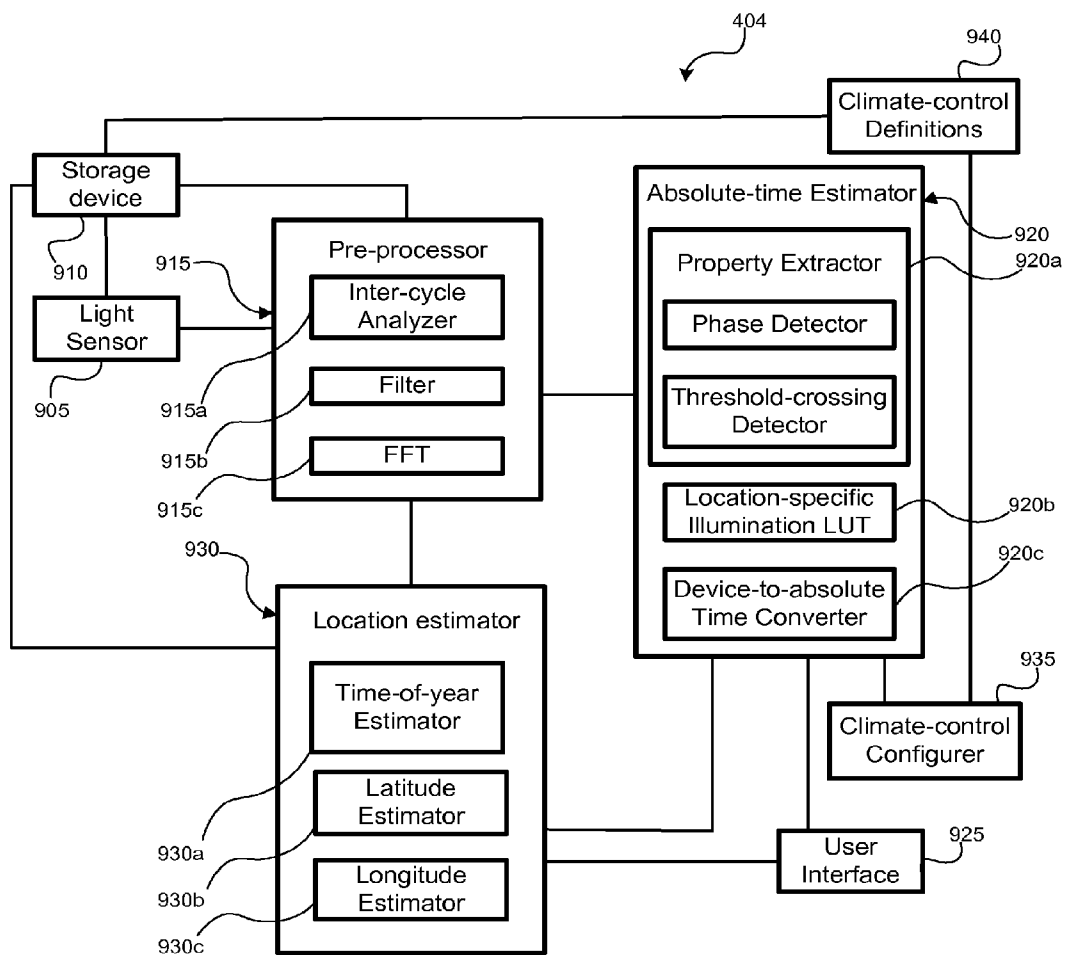 404
940
Climate-control
Definitions
Storage
device
910
Absolute-time Estimator
920
Pre-processor
915
Property Extractor
920a
Inter-cycle
Analyzer
Light
Sensor
905
Phase Detector
915a
Filter
Threshold-crossing
Detector
915b
FFT
915c
Location-specific
Illumination LUT
920b
930
920c
Device-to-absolute
Time Converter
Location estimator
935
Time-of-year
Estimator
Climate-control
Configurer
Latitude
Estimator
930a
925
User
Interface
930b
Longitude
Estimator
930c